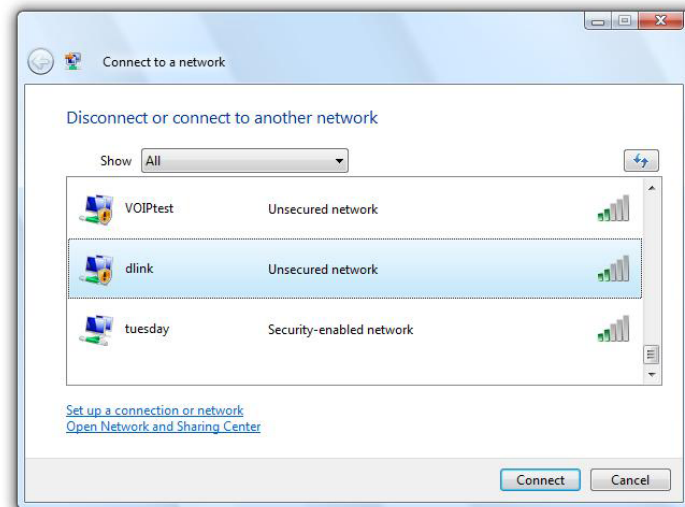 Connect to a network
Disconnect or connect to another network
Show All
VOIPtest Unsecured network
dlink Unsecured network
tuesday Security-enabled network
Set up a connection or network
Open Network and Sharing Center
Connect Cancel